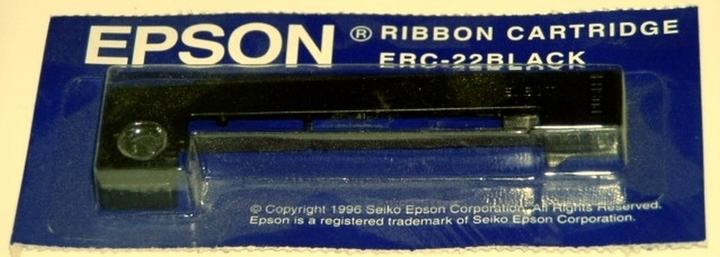 EPSON ® RIBBON CARTRIDGE
ERC-22BLACK
© Copyright 1996 Seiko Epson Corporation. All Rights Reserved.
Epson is a registered trademark of Seiko Epson Corporation.